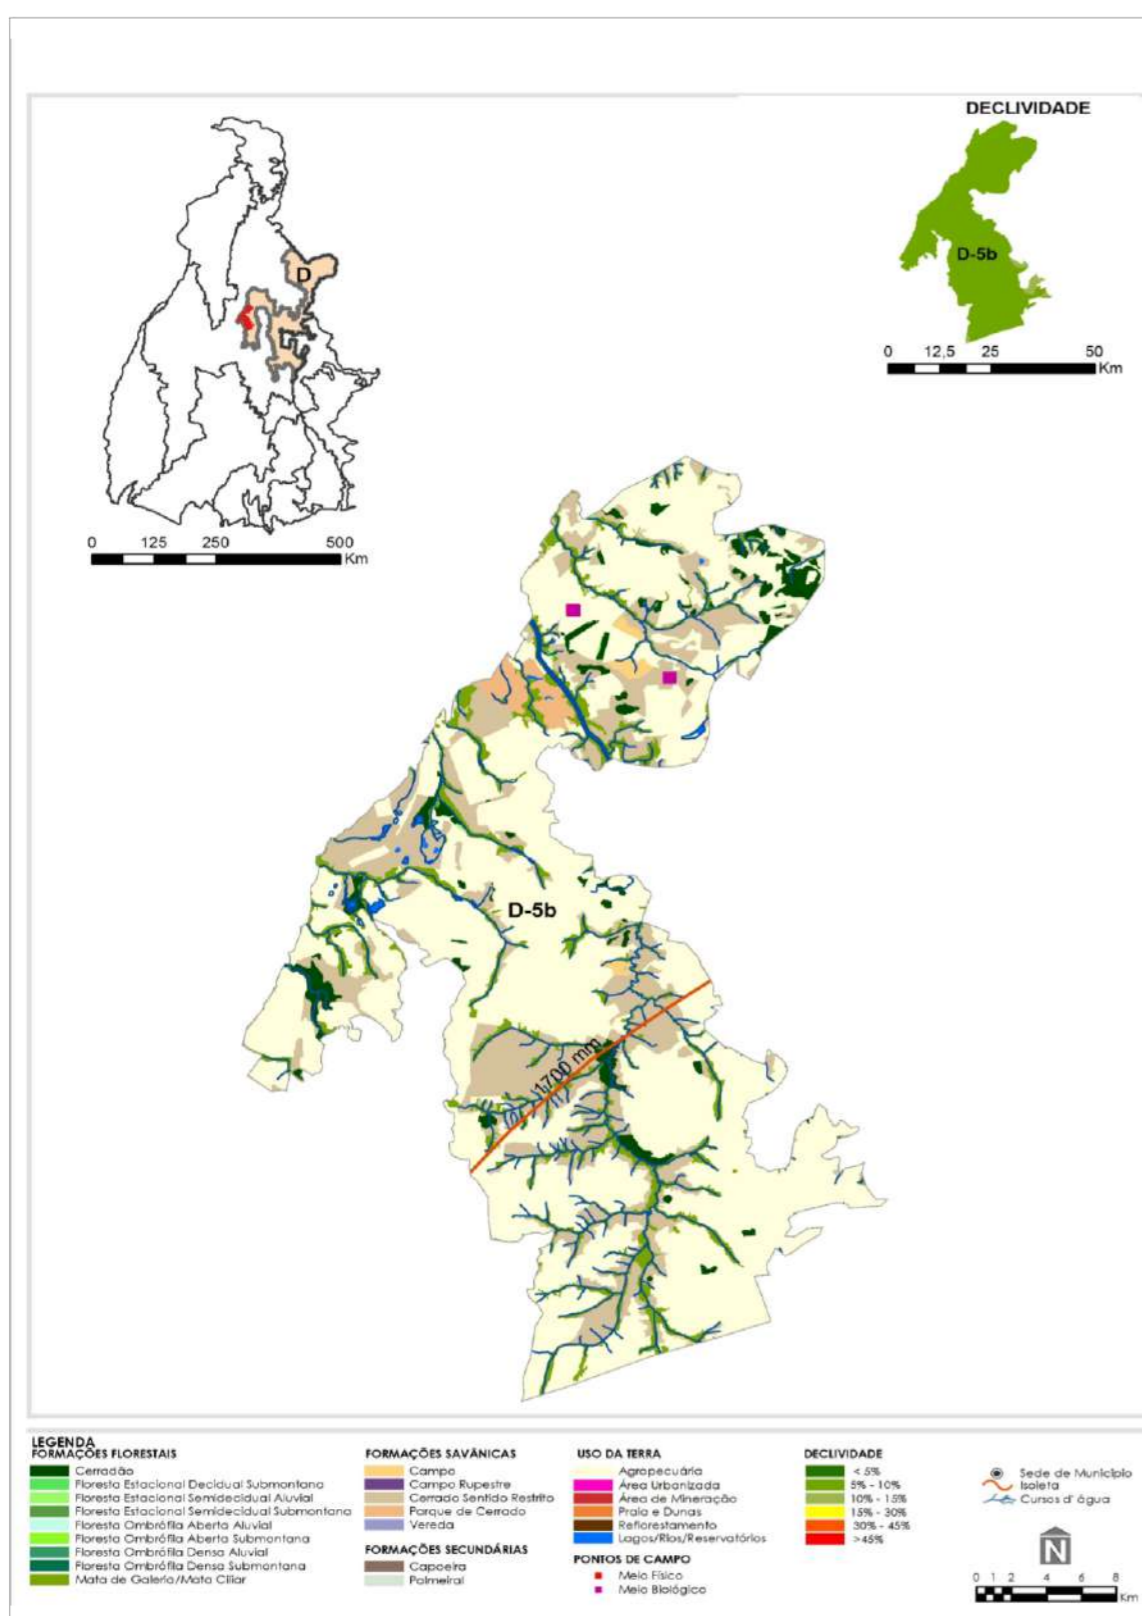 DECLIVIDADE
D
D-5b
0 12,5 25 50
Km
0 125 250 500
Km
D-5b
1700 mm
LEGENDA
FORMAÇÕES FLORESTAIS
Cerradão
Floresta Estacional Decidual Submontana
Floresta Estacional Semidecidual Aluvial
Floresta Estacional Semidecidual Submontana
Floresta Ombrófila Aberta Aluvial
Floresta Ombrófila Aberta Submontana
Floresta Ombrófila Densa Aluvial
Floresta Ombrófila Densa Submontana
Mata de Galeria/Mata Ciliar
FORMAÇÕES SAVÂNICAS
Campo
Campo Rupestre
Cerrado Sentido Restrito
Parque de Cerrado
Vereda
FORMAÇÕES SECUNDÁRIAS
Capoeira
Palmeiral
USO DA TERRA
Agropecuária
Área Urbanizada
Área de Mineração
Praia e Dunas
Reflorestamento
Lagos/Rios/Reservatórios
PONTOS DE CAMPO
Meio Físico
Meio Biológico
DECLIVIDADE
< 5%
5% - 10%
10% - 15%
15% - 30%
30% - 45%
>45%
Sede de Município
Isoieta
Cursos d' água
N
0 1 2 4 6 8
Km